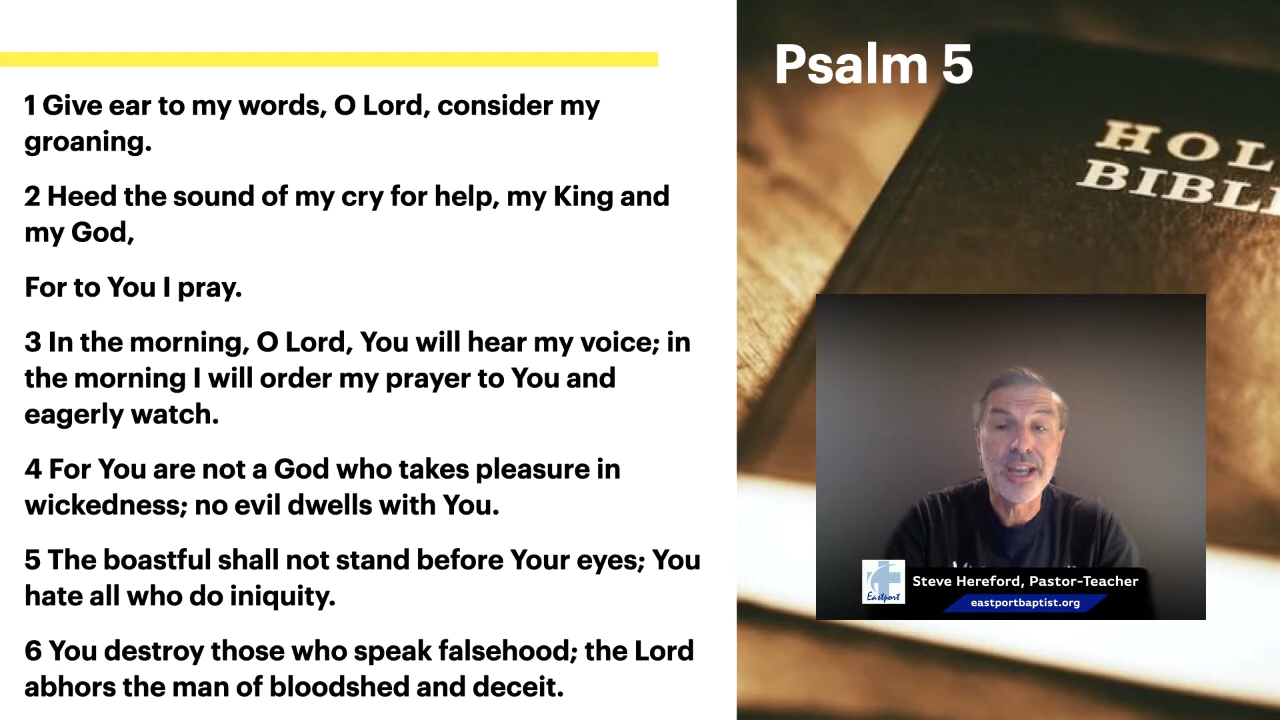 1 Give ear to my words, O Lord, consider my
groaning.
2 Heed the sound of my cry for help, my King and
my God,
For to You I pray.
3 In the morning, O Lord, You will hear my voice; in
the morning I will order my prayer to You and
eagerly watch.
4 For You are not a God who takes pleasure in
wickedness; no evil dwells with You.
5 The boastful shall not stand before Your eyes; You
hate all who do iniquity.
6 You destroy those who speak falsehood; the Lord
abhors the man of bloodshed and deceit.
Psalm 5
HOL
BIBL
Eastport
Steve Hereford, Pastor-Teacher
eastportbaptist.org